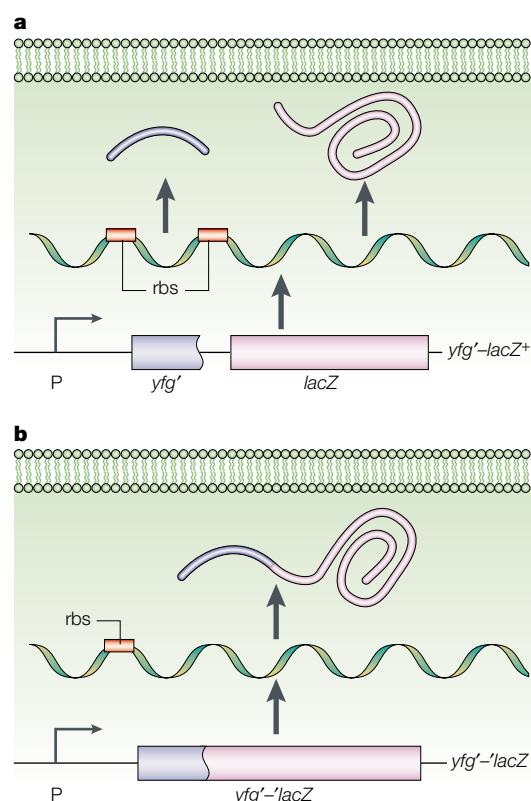 a
rbs
yfg′–lacZ+
P
yfg′
lacZ
b
rbs
yfg′–′lacZ
P
yfg′–′lacZ